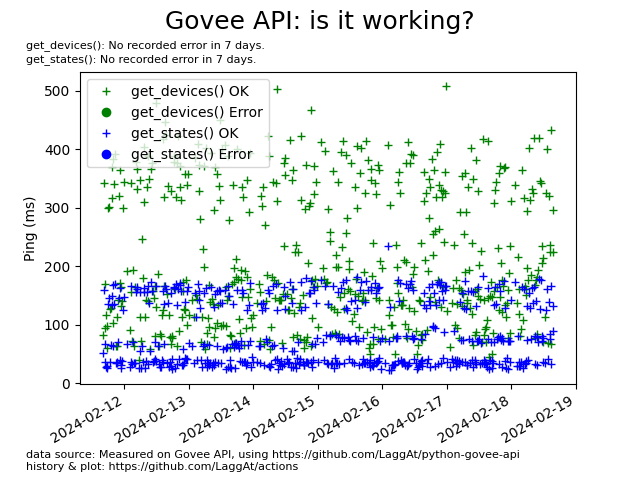 Govee API: is it working?
get_devices(): No recorded error in 7 days.
get_states(): No recorded error in 7 days.
get_devices() OK
get_devices() Error
get_states() OK
get_states() Error
Ping (ms)
500
400
300
200
100
0
2024-02-12
2024-02-13
2024-02-14
2024-02-15
2024-02-16
2024-02-17
2024-02-18
2024-02-19
data source: Measured on Govee API, using https://github.com/LaggAt/python-govee-api
history & plot: https://github.com/LaggAt/actions